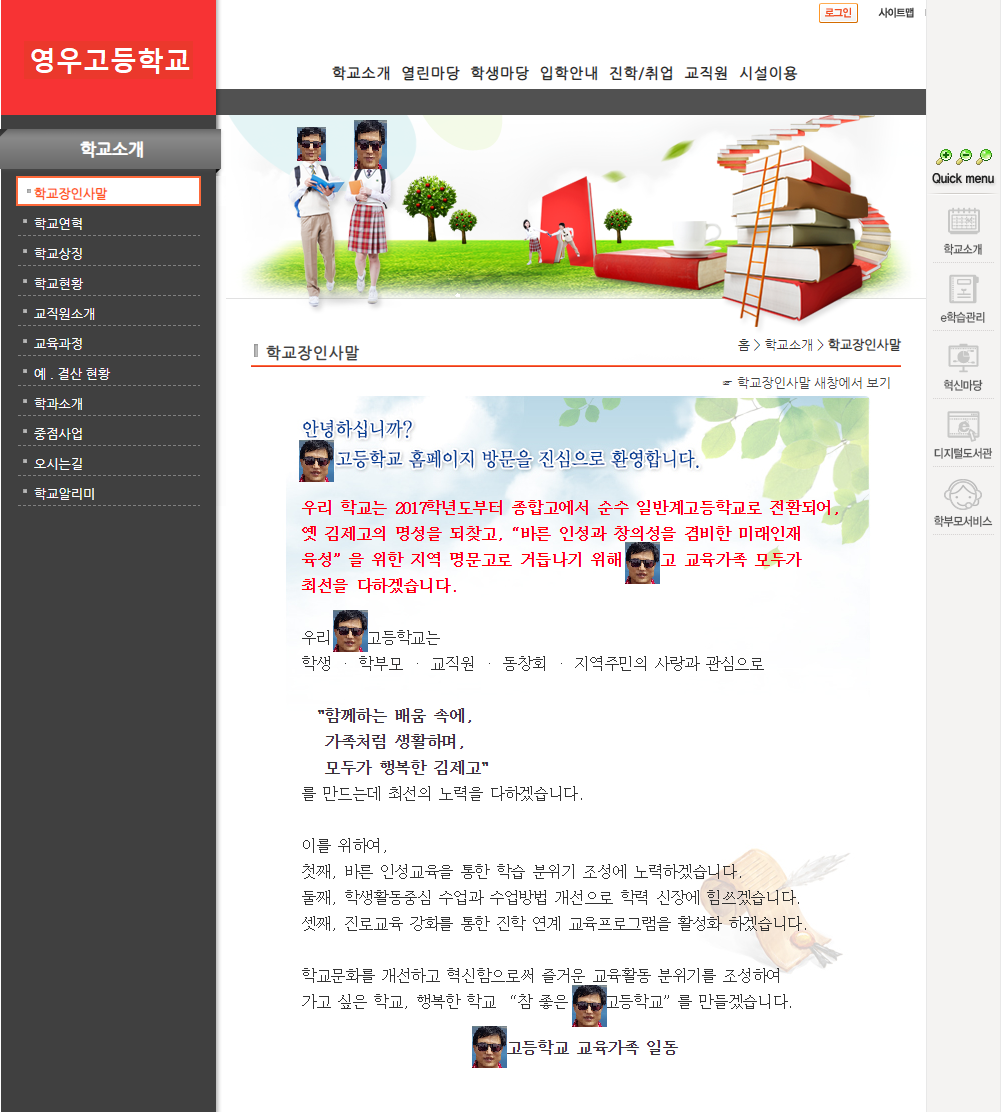 로그인
사이트맵
영우고등학교
학교소개 열린마당 학생마당 입학안내 진학/취업 교직원 시설이용
학교소개
학교장인사말
학교연혁
학교상징
학교현황
교직원소개
교육과정
예 . 결산 현황
학과소개
중점사업
오시는길
학교알리미
Quick menu
학교소개
e학습관리
혁신마당
디지털도서관
학부모서비스
학교장인사말
홈 > 학교소개 > 학교장인사말
☞ 학교장인사말 새창에서 보기
안녕하십니까?
고등학교 홈페이지 방문을 진심으로 환영합니다.
우리 학교는 2017학년도부터 종합고에서 순수 일반계고등학교로 전환되어,
옛 김제고의 명성을 되찾고, “바른 인성과 창의성을 겸비한 미래인재
육성” 을 위한 지역 명문고로 거듭나기 위해 고 교육가족 모두가
최선을 다하겠습니다.
우리 고등학교는
학생 · 학부모 · 교직원 · 동창회 · 지역주민의 사랑과 관심으로
"함께하는 배움 속에,
가족처럼 생활하며,
모두가 행복한 김제고"
를 만드는데 최선의 노력을 다하겠습니다.
이를 위하여,
첫째, 바른 인성교육을 통한 학습 분위기 조성에 노력하겠습니다.
둘째, 학생활동중심 수업과 수업방법 개선으로 학력 신장에 힘쓰겠습니다.
셋째, 진로교육 강화를 통한 진학 연계 교육프로그램을 활성화 하겠습니다.
학교문화를 개선하고 혁신함으로써 즐거운 교육활동 분위기를 조성하여
가고 싶은 학교, 행복한 학교 “참 좋은 고등학교” 를 만들겠습니다.
고등학교 교육가족 일동